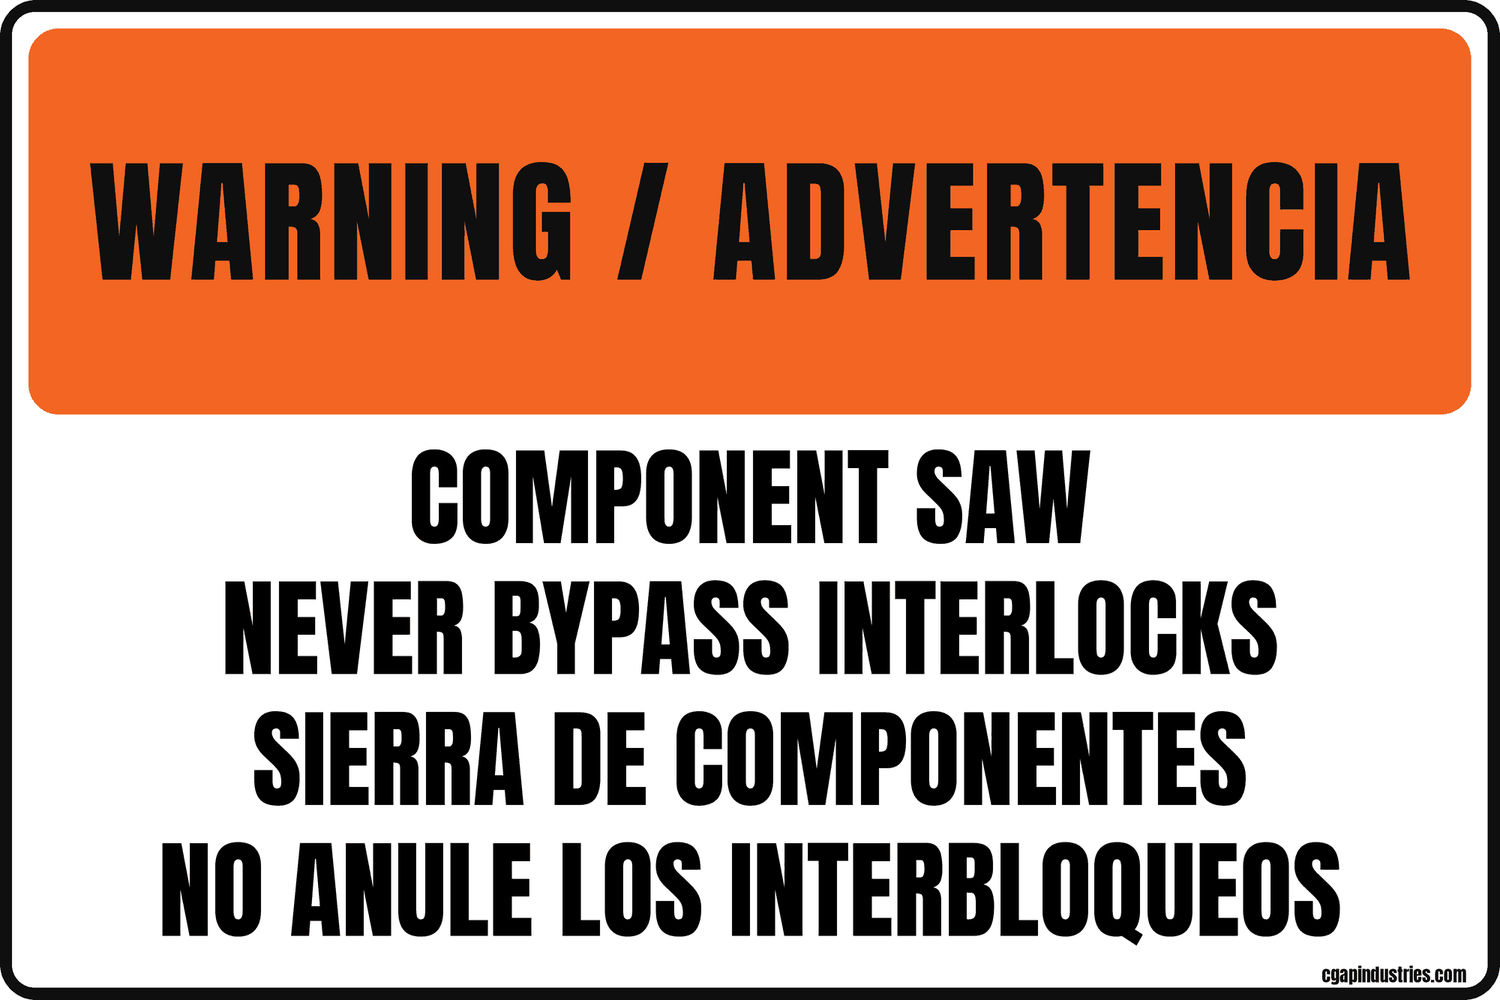 WARNING / ADVERTENCIA
COMPONENT SAW
NEVER BYPASS INTERLOCKS
SIERRA DE COMPONENTES
NO ANULE LOS INTERBLOQUEOS
cgapindustries.com